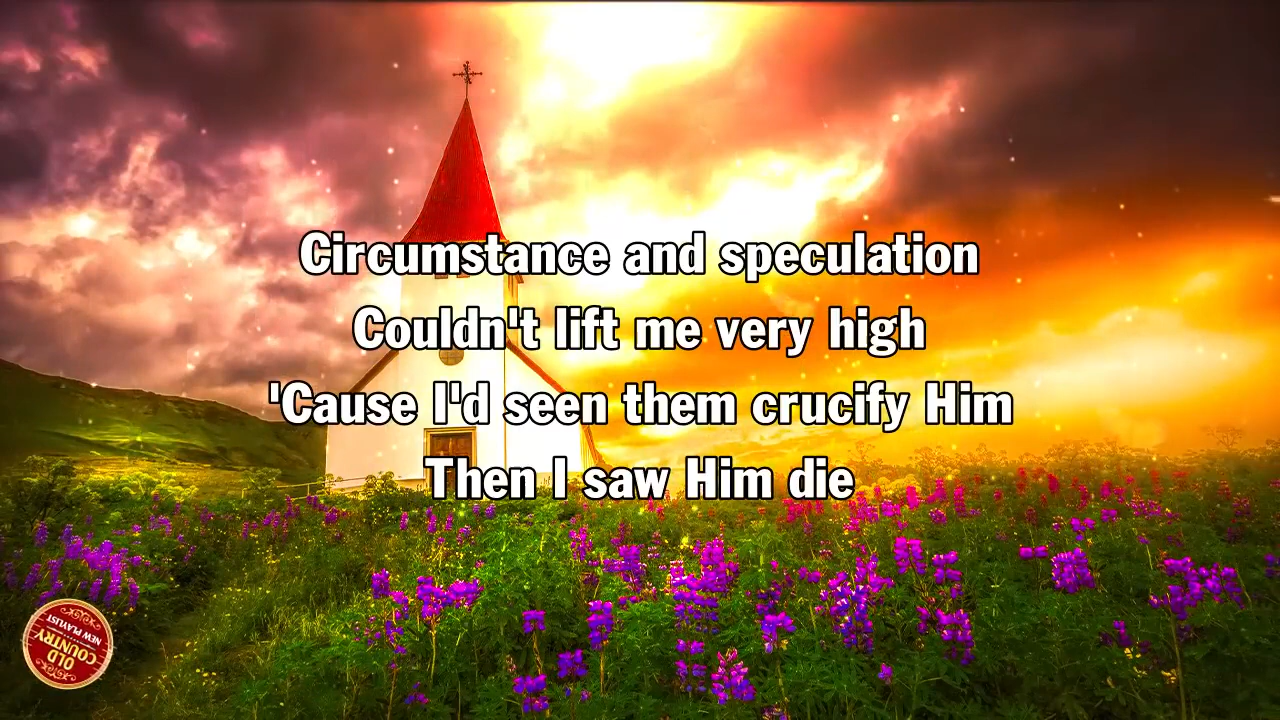 Circumstance and speculation
Couldn't lift me very high
'Cause I'd seen them crucify Him
Then I saw Him die
OLD
COUNTRY
NEW PLAYLIST